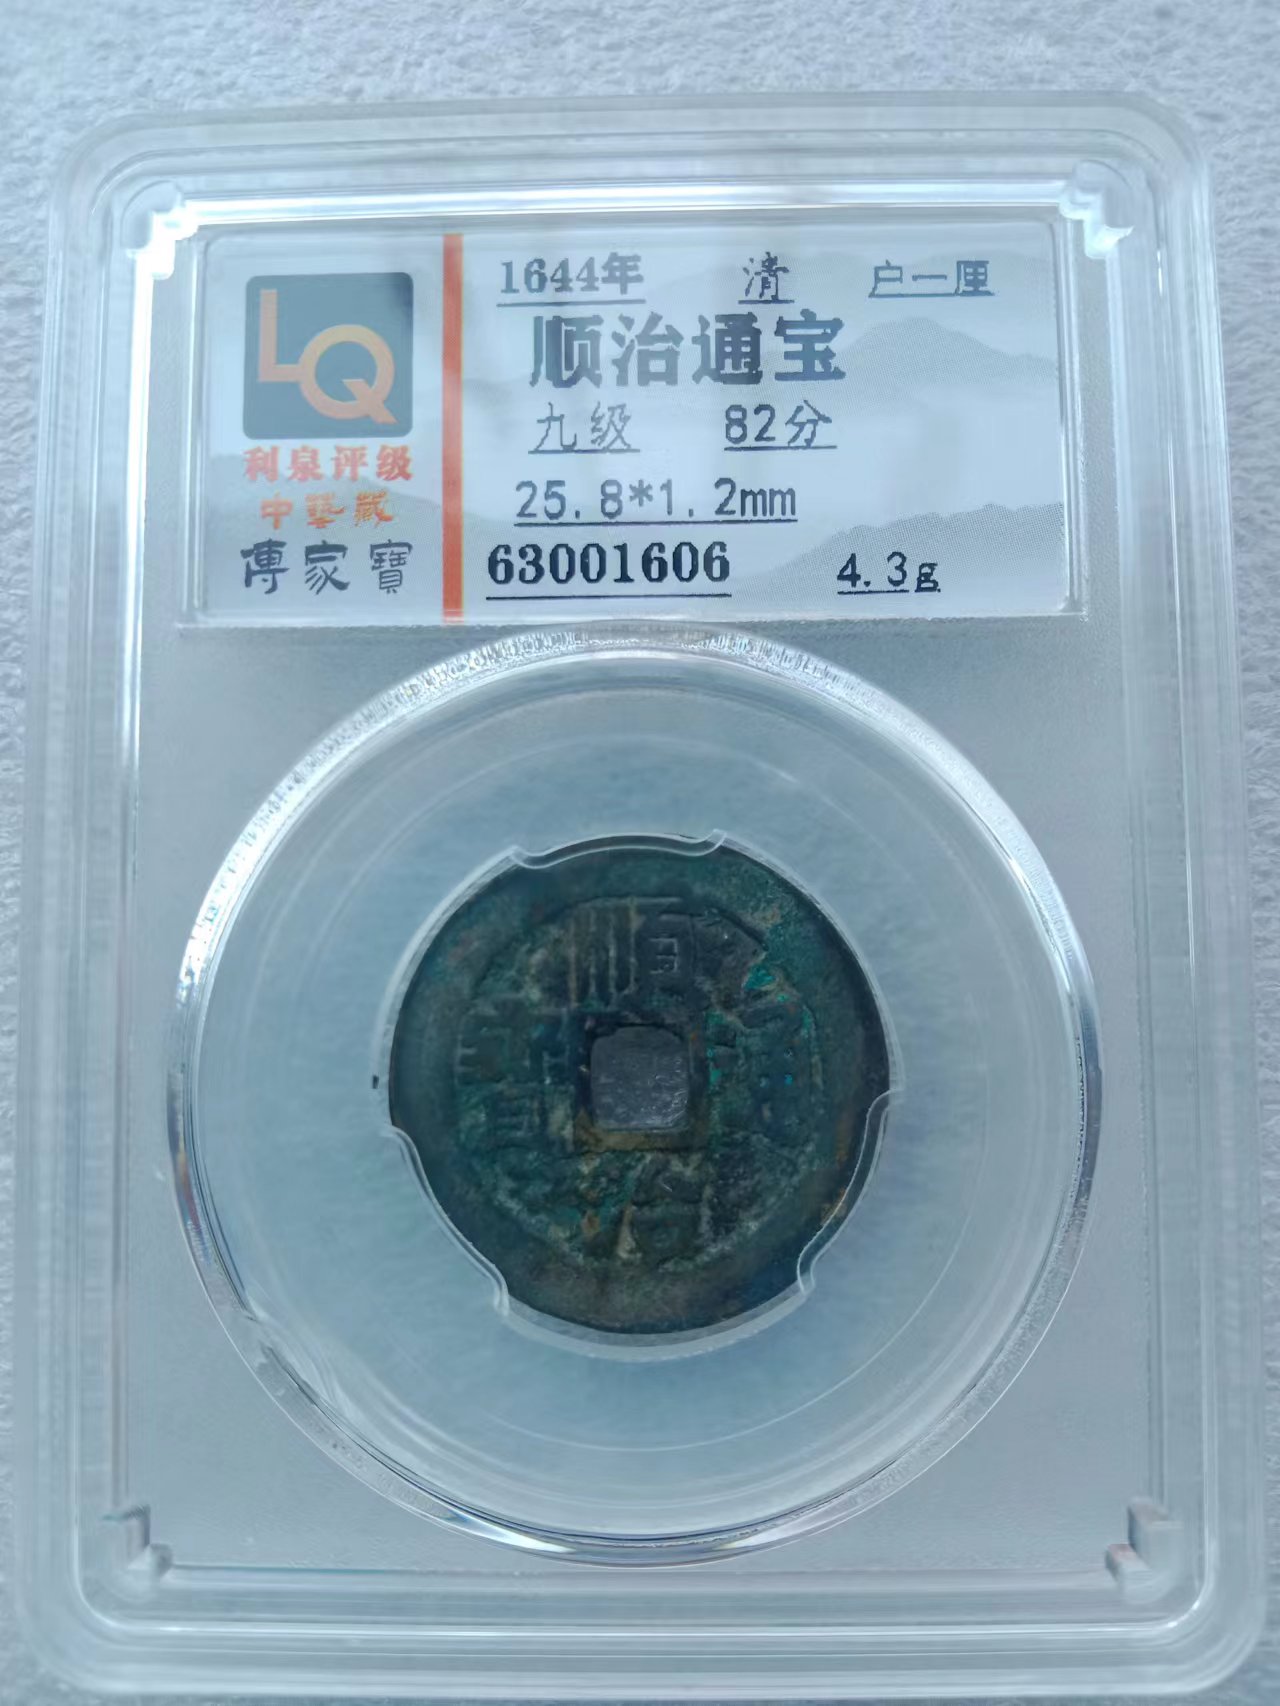 LQ
利泉评级
中藝藏
傳家寶
1644年 清 户一厘
顺治通宝
九级 82分
25.8*1.2mm
63001606 4.3g
順
治
通
寶